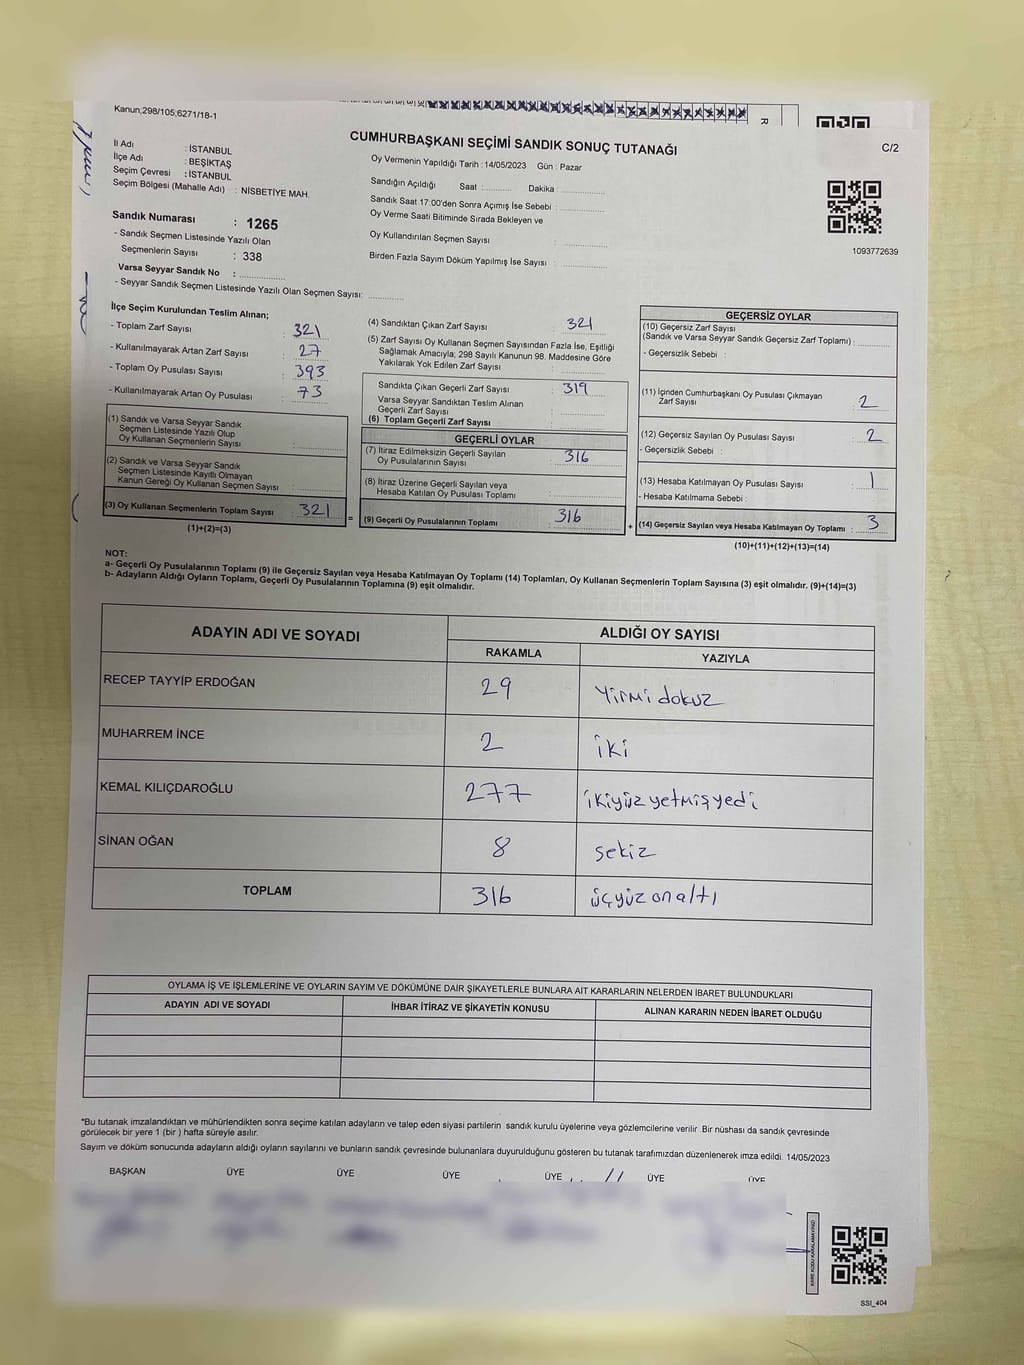 Kanun;298/105,6271/18-1
CUMHURBAŞKANI SEÇİMİ SANDIK SONUÇ TUTANAĞI
C/2
İl Adı : İSTANBUL
İlçe Adı : BEŞİKTAŞ
Seçim Çevresi : İSTANBUL
Seçim Bölgesi (Mahalle Adı) : NİSBETİYE MAH.
Sandık Numarası : 1265
- Sandık Seçmen Listesinde Yazılı Olan
Seçmenlerin Sayısı : 338
Varsa Seyyar Sandık No : ..............
- Seyyar Sandık Seçmen Listesinde Yazılı Olan Seçmen Sayısı: ............
Oy Vermenin Yapıldığı Tarih : 14/05/2023 Gün : Pazar
Sandığın Açıldığı Saat :.......... Dakika ...............
Sandık Saat 17:00'den Sonra Açımış İse Sebebi : ...............
Oy Verme Saati Bitiminde Sırada Bekleyen ve
Oy Kullandırılan Seçmen Sayısı : ..............
Birden Fazla Sayım Döküm Yapılmış İse Sayısı : ..............
1093772639
İlçe Seçim Kurulundan Teslim Alınan;
- Toplam Zarf Sayısı : 321
- Kullanılmayarak Artan Zarf Sayısı : 27
- Toplam Oy Pusulası Sayısı : 393
- Kullanılmayarak Artan Oy Pusulası : 73
(1) Sandık ve Varsa Seyyar Sandık
Seçmen Listesinde Yazılı Olup
Oy Kullanan Seçmenlerin Sayısı :
(2) Sandık ve Varsa Seyyar Sandık
Seçmen Listesinde Kayıtlı Olmayan
Kanun Gereği Oy Kullanan Seçmen Sayısı :
(3) Oy Kullanan Seçmenlerin Toplam Sayısı : 321
(1)+(2)=(3)
=
(4) Sandıktan Çıkan Zarf Sayısı : 321
(5) Zarf Sayısı Oy Kullanan Seçmen Sayısından Fazla İse, Eşitliği
Sağlamak Amacıyla; 298 Sayılı Kanunun 98. Maddesine Göre
Yakılarak Yok Edilen Zarf Sayısı :
Sandıkta Çıkan Geçerli Zarf Sayısı : 319
Varsa Seyyar Sandıktan Teslim Alınan
Geçerli Zarf Sayısı :
(6) Toplam Geçerli Zarf Sayısı :
GEÇERLİ OYLAR
(7) İtiraz Edilmeksizin Geçerli Sayılan
Oy Pusulalarının Sayısı : 316
(8) İtiraz Üzerine Geçerli Sayılan veya
Hesaba Katılan Oy Pusulası Toplamı :
(9) Geçerli Oy Pusulalarının Toplamı : 316
+
GEÇERSİZ OYLAR
(10) Geçersiz Zarf Sayısı
(Sandık ve Varsa Seyyar Sandık Geçersiz Zarf Toplamı) :
- Geçersizlik Sebebi :
(11) İçinden Cumhurbaşkanı Oy Pusulası Çıkmayan
Zarf Sayısı : 2
(12) Geçersiz Sayılan Oy Pusulası Sayısı : 2
- Geçersizlik Sebebi :
(13) Hesaba Katılmayan Oy Pusulası Sayısı : 1
- Hesaba Katılmama Sebebi :
(14) Geçersiz Sayılan veya Hesaba Katılmayan Oy Toplamı : 3
(10)+(11)+(12)+(13)=(14)
NOT:
a- Geçerli Oy Pusulalarının Toplamı (9) ile Geçersiz Sayılan veya Hesaba Katılmayan Oy Toplamı (14) Toplamları, Oy Kullanan Seçmenlerin Toplam Sayısına (3) eşit olmalıdır. (9)+(14)=(3)
b- Adayların Aldığı Oyların Toplamı, Geçerli Oy Pusulalarının Toplamına (9) eşit olmalıdır.
ADAYIN ADI VE SOYADI ALDIĞI OY SAYISI
RAKAMLA YAZIYLA
RECEP TAYYİP ERDOĞAN 29 Yirmi dokuz
MUHARREM İNCE 2 iki
KEMAL KILIÇDAROĞLU 277 ikiyüz yetmişyedi
SİNAN OĞAN 8 sekiz
TOPLAM 316 üçyüz onaltı
OYLAMA İŞ VE İŞLEMLERİNE VE OYLARIN SAYIM VE DÖKÜMÜNE DAİR ŞİKAYETLERLE BUNLARA AİT KARARLARIN NELERDEN İBARET BULUNDUKLARI
ADAYIN ADI VE SOYADI İHBAR İTİRAZ VE ŞİKAYETİN KONUSU ALINAN KARARIN NEDEN İBARET OLDUĞU
*Bu tutanak imzalandıktan ve mühürlendikten sonra seçime katılan adayların ve talep eden siyasi partilerin sandık kurulu üyelerine veya gözlemcilerine verilir. Bir nüshası da sandık çevresinde
görülecek bir yere 1 (bir ) hafta süreyle asılır.
Sayım ve döküm sonucunda adayların aldığı oyların sayılarını ve bunların sandık çevresinde bulunanlara duyurulduğunu gösteren bu tutanak tarafımızdan düzenlenerek imza edildi. 14/05/2023
BAŞKAN ÜYE ÜYE ÜYE ÜYE ÜYE ÜYE
KARE KODU KARALAMAYINIZ
SSI_404